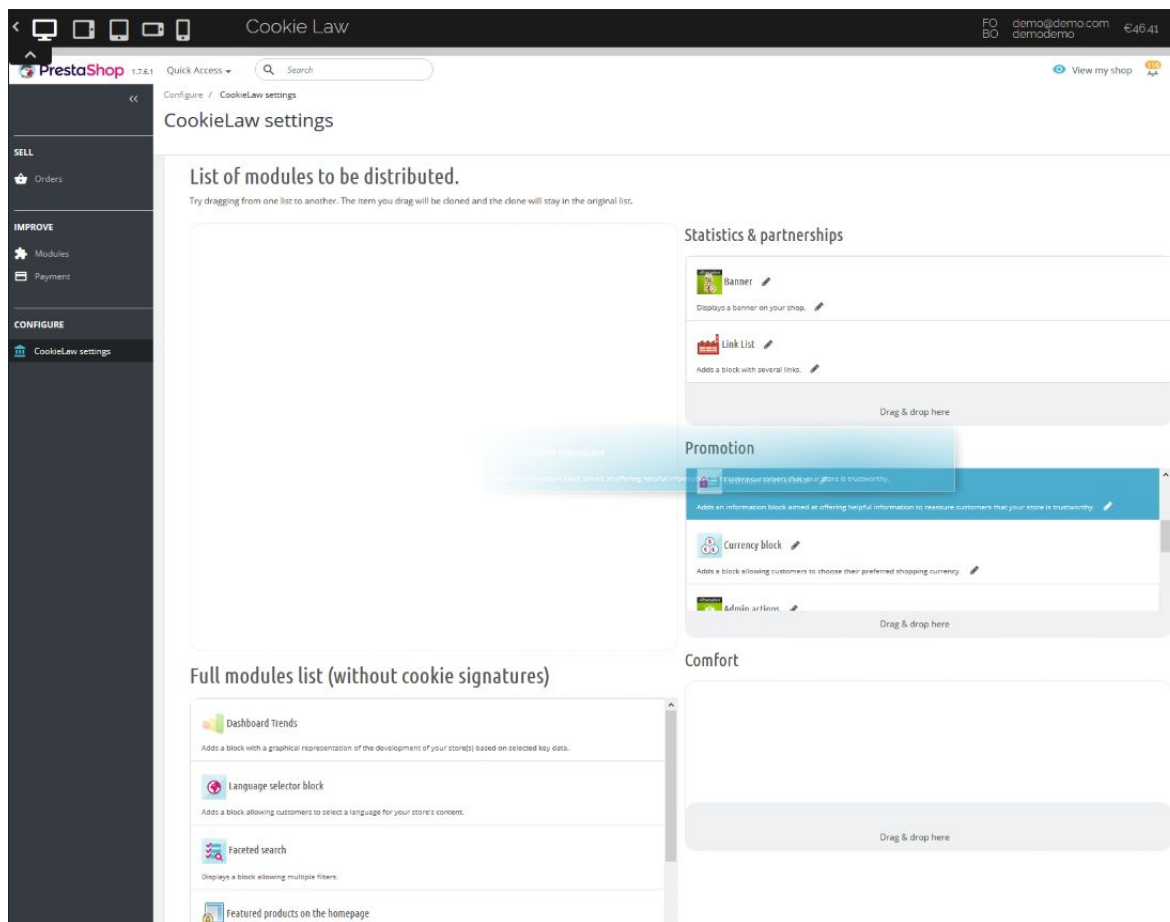 Cookie Law
FO demo@demo.com
BO demodemo
€46.41
PrestaShop 1.7.6.1
Quick Access
Search
View my shop
116
Configure / CookieLaw settings
CookieLaw settings
SELL
Orders
IMPROVE
Modules
Payment
CONFIGURE
CookieLaw settings
List of modules to be distributed.
Try dragging from one list to another. The item you drag will be cloned and the clone will stay in the original list.
Statistics & partnerships
Banner
Displays a banner on your shop.
Link List
Adds a block with several links.
Drag & drop here
Promotion
Adds an information block aimed at offering helpful information to reassure customers that your store is trustworthy.
Currency block
Adds a block allowing customers to choose their preferred shopping currency.
Admin actions
Drag & drop here
Comfort
Drag & drop here
Full modules list (without cookie signatures)
Dashboard Trends
Adds a block with a graphical representation of the development of your store(s) based on selected key data.
Language selector block
Adds a block allowing customers to select a language for your store's content.
Faceted search
Displays a block allowing multiple filters.
Featured products on the homepage